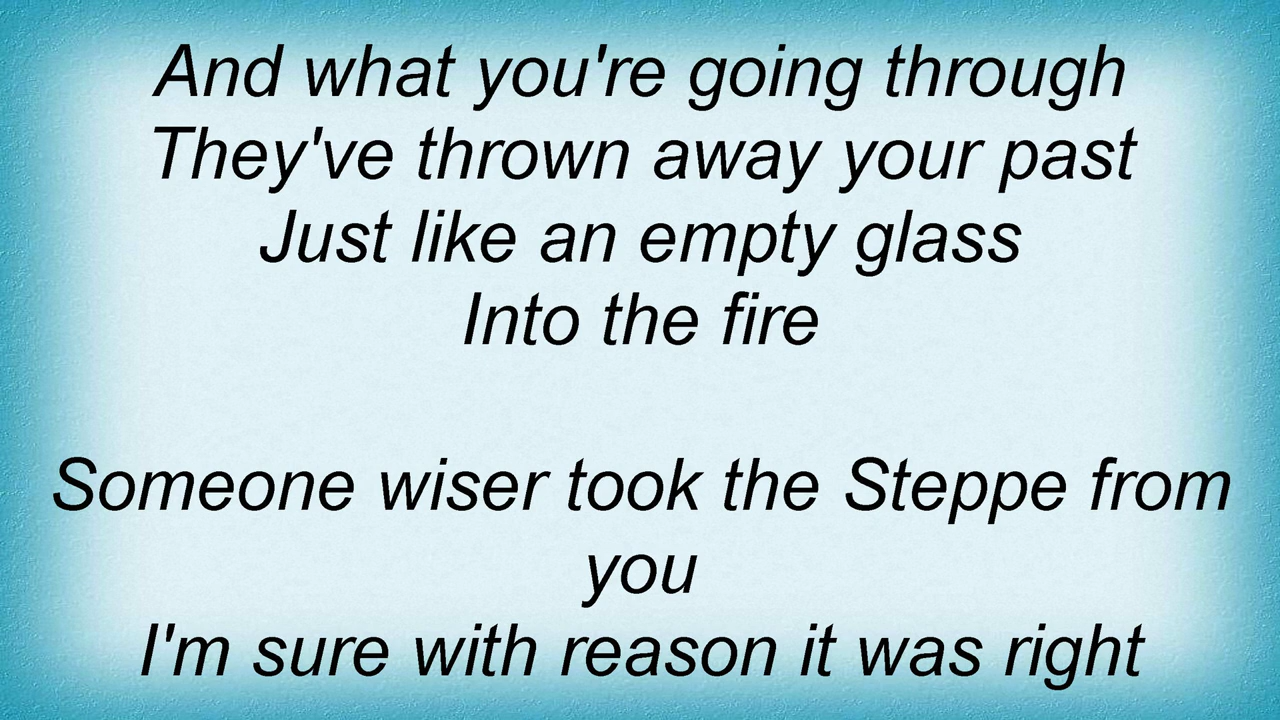 And what you're going through
They've thrown away your past
Just like an empty glass
Into the fire
Someone wiser took the Steppe from
you
I'm sure with reason it was right